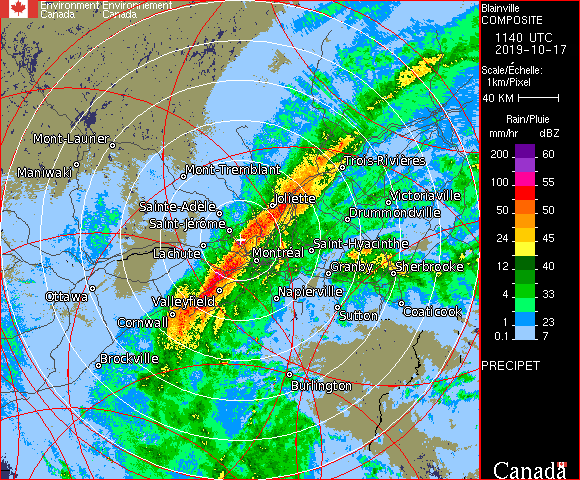 Environment Environnement
Canada Canada
Blainville
COMPOSITE
1140 UTC
2019-10-17
Scale/Échelle:
1km/Pixel
40 KM
Rain/Pluie
mm/hr dBZ
200 60
100 55
50 50
24 45
12 40
4 33
1 23
0.1 7
PRECIPET
Mont-Laurier
Maniwaki
Mont-Tremblant
Trois-Rivières
Joliette
Victoriaville
Sainte-Adèle
Drummondville
Saint-Jérôme
Lachute
Montréal
Saint-Hyacinthe
Granby
Sherbrooke
Ottawa
Valleyfield
Napierville
Cornwall
Sutton
Coaticook
Brockville
Burlington
Canada